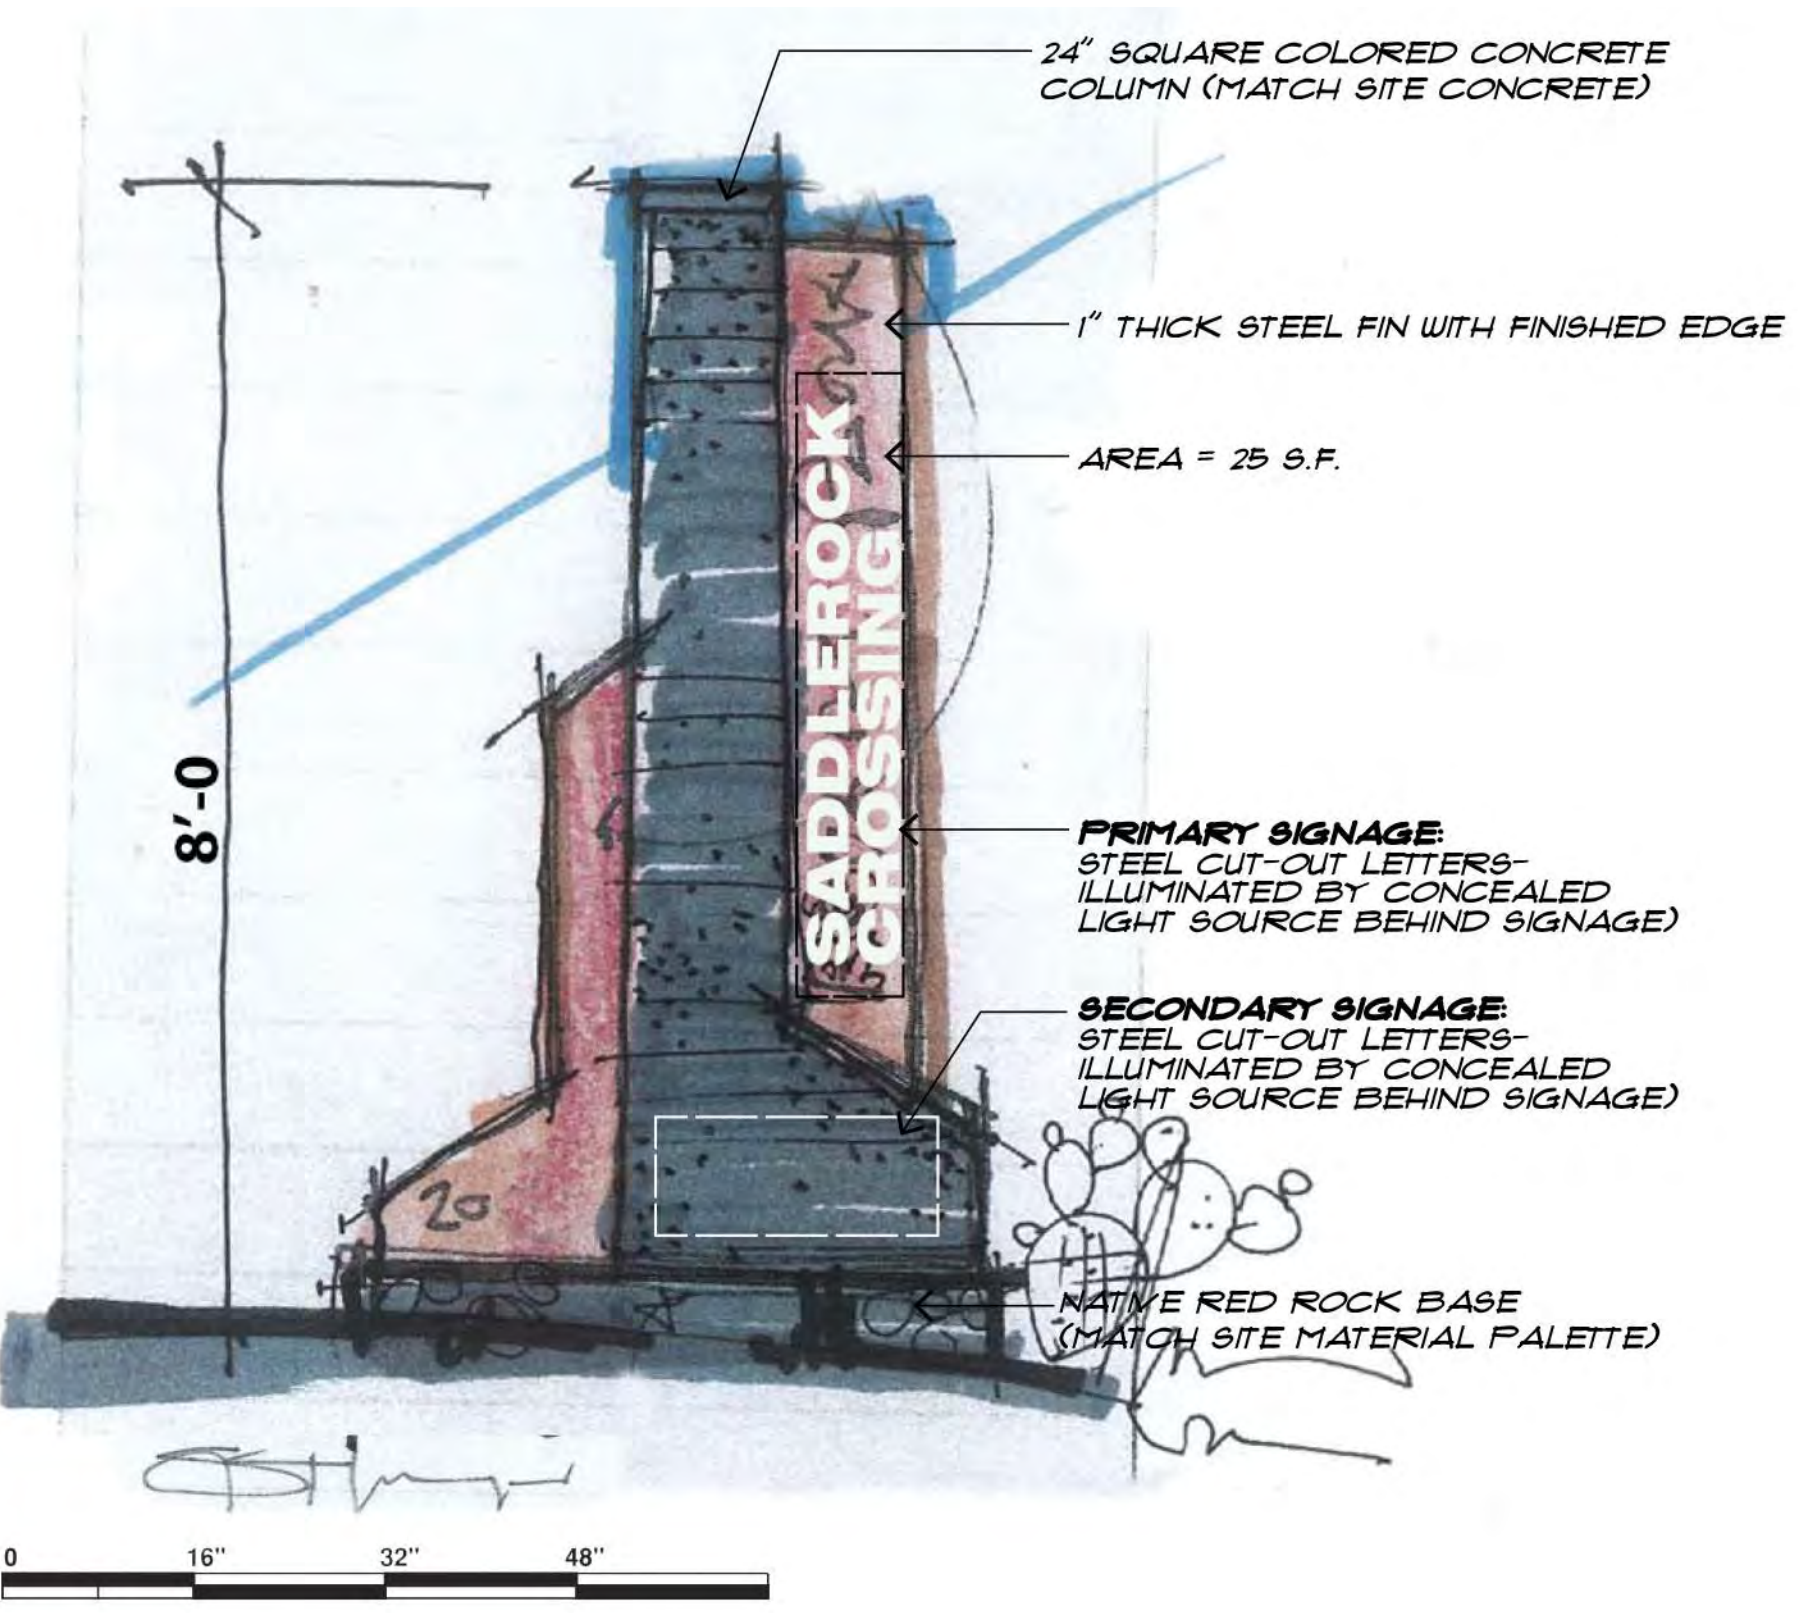 24" SQUARE COLORED CONCRETE
COLUMN (MATCH SITE CONCRETE)
1" THICK STEEL FIN WITH FINISHED EDGE
AREA = 25 S.F.
SADDLEROCK
CROSSING
8'-0
PRIMARY SIGNAGE:
STEEL CUT-OUT LETTERS-
ILLUMINATED BY CONCEALED
LIGHT SOURCE BEHIND SIGNAGE)
SECONDARY SIGNAGE:
STEEL CUT-OUT LETTERS-
ILLUMINATED BY CONCEALED
LIGHT SOURCE BEHIND SIGNAGE)
20
NATIVE RED ROCK BASE
(MATCH SITE MATERIAL PALETTE)
0 16" 32" 48"